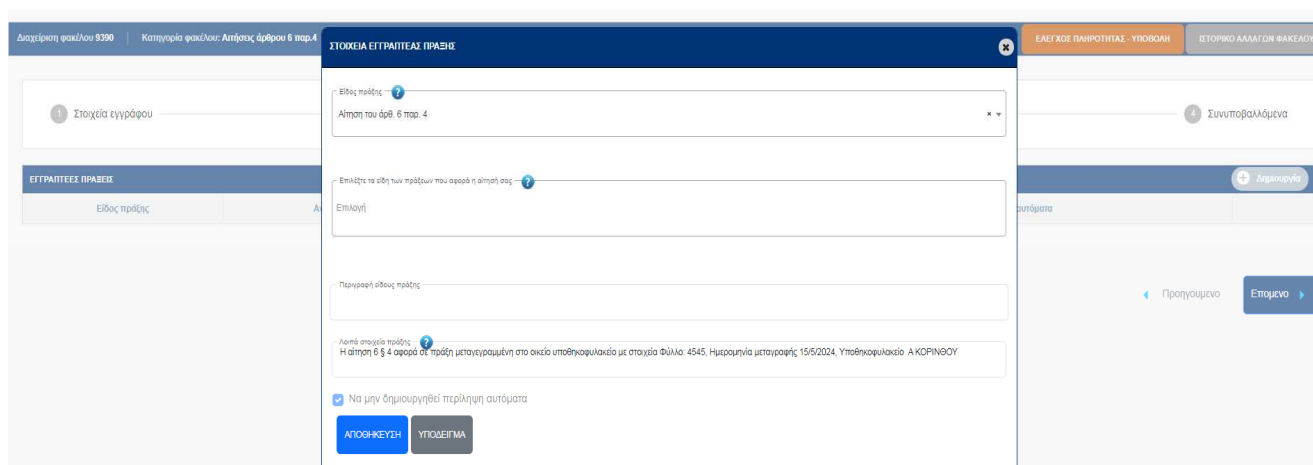 Διαχείριση φακέλου 9390 | Κατηγορία φακέλου: Αιτήσεις άρθρου 6 παρ.4
ΣΤΟΙΧΕΙΑ ΕΓΓΡΑΠΤΕΑΣ ΠΡΑΞΗΣ
ΕΛΕΓΧΟΣ ΠΛΗΡΟΤΗΤΑΣ - ΥΠΟΒΟΛΗ
ΙΣΤΟΡΙΚΟ ΑΛΛΑΓΩΝ ΦΑΚΕΛΟΥ
Είδος πράξης
Αίτηση του άρθ. 6 παρ. 4
1 Στοιχεία εγγράφου
4 Συνυποβαλλόμενα
ΕΓΓΡΑΠΤΕΕΣ ΠΡΑΞΕΙΣ
Δημιουργία
Επιλέξτε τα είδη των πράξεων που αφορά η αίτησή σας
Είδος πράξης
Επιλογή
αυτόματα
Περιγραφή είδους πράξης
Προηγουμενο
Επομενο
Λοιπά στοιχεία πράξης
Η αίτηση 6 § 4 αφορά σε πράξη μεταγεγραμμένη στο οικείο υποθηκοφυλακείο με στοιχεία Φύλλο: 4545, Ημερομηνία μεταγραφής 15/5/2024, Υποθηκοφυλακείο Α ΚΟΡΙΝΘΟΥ
Να μην δημιουργηθεί περίληψη αυτόματα
ΑΠΟΘΗΚΕΥΣΗ
ΥΠΟΔΕΙΓΜΑ